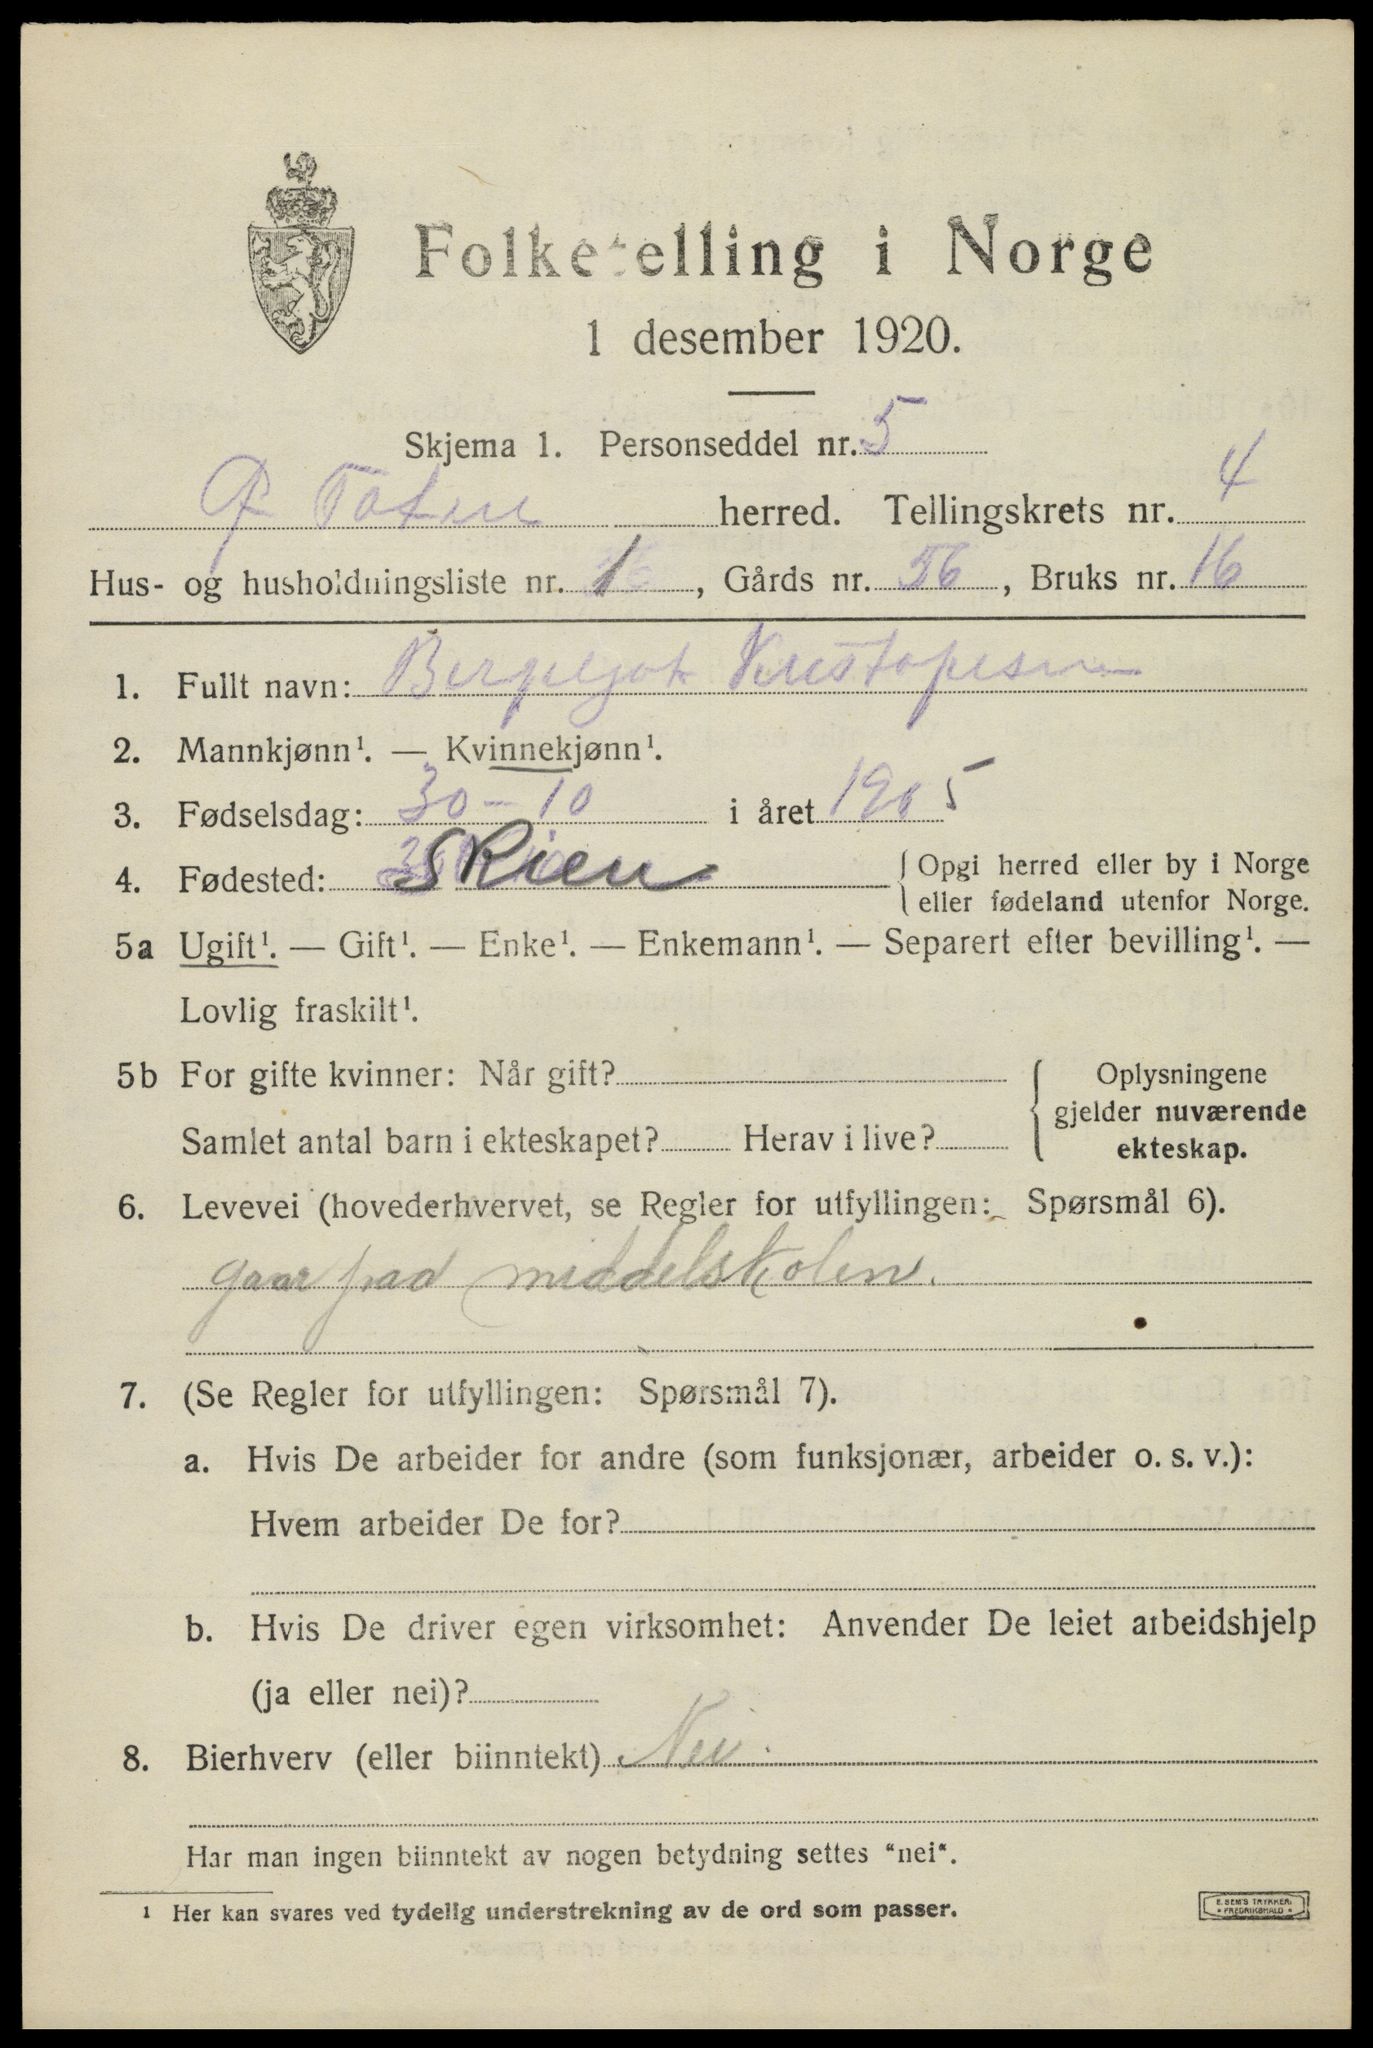 Folketelling i Norge
1 desember 1920.
Skjema 1. Personseddel nr. 5
Ø Toten herred. Tellingskrets nr. 4
Hus- og husholdningsliste nr. 1, Gårds nr. 56, Bruks nr. 16
1. Fullt navn:
2. Mannkjønn¹. — Kvinnekjønn¹.
3. Fødselsdag: 30-10 i året 1905
4. Fødested: Skien { Opgi herred eller by i Norge
eller fødeland utenfor Norge.
5a Ugift¹. — Gift¹. — Enke¹. — Enkemann¹. — Separert efter bevilling¹. —
Lovlig fraskilt¹.
5b For gifte kvinner: Når gift?
Samlet antal barn i ekteskapet? Herav i live?
{ Oplysningene
gjelder nuværende
ekteskap.
6. Levevei (hovederhvervet, se Regler for utfyllingen: Spørsmål 6).
gaar paa middelskolen.
7. (Se Regler for utfyllingen: Spørsmål 7).
a. Hvis De arbeider for andre (som funksjonær, arbeider o. s. v.):
Hvem arbeider De for?
b. Hvis De driver egen virksomhet: Anvender De leiet arbeidshjelp
(ja eller nei)?
8. Bierhverv (eller biinntekt) Nei.
Har man ingen biinntekt av nogen betydning settes "nei".
¹ Her kan svares ved tydelig understrekning av de ord som passer.
E. SEM'S TRYKKERI
• FREDRIKSHALD •